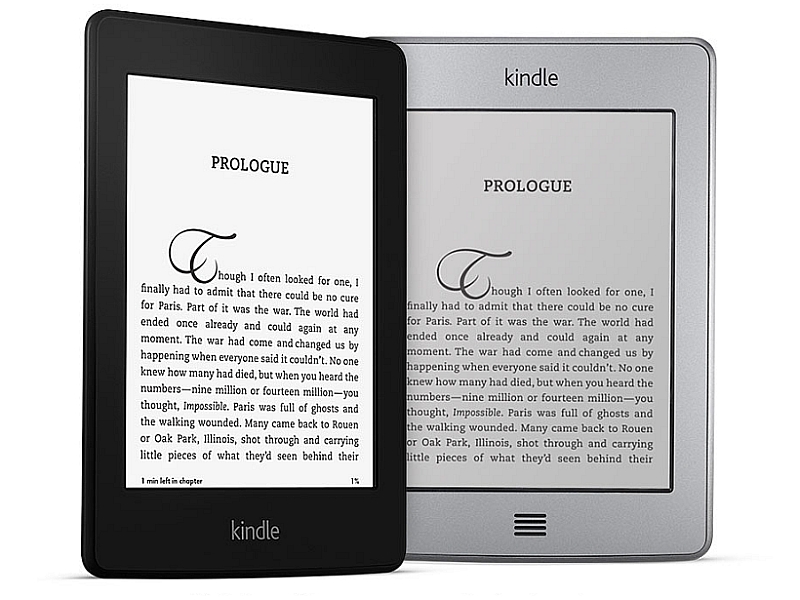 PROLOGUE
Though I often looked for one, I
finally had to admit that there could be no cure
for Paris. Part of it was the war. The world had
ended once already and could again at any
moment. The war had come and changed us by
happening when everyone said it couldn't. No one
knew how many had died, but when you heard the
numbers—nine million or fourteen million—you
thought, Impossible. Paris was full of ghosts and
the walking wounded. Many came back to Rouen
or Oak Park, Illinois, shot through and carrying
little pieces of what they'd seen behind their
1 min left in chapter 1%
kindle
kindle
PROLOGUE
Though I often looked for one, I
finally had to admit that there could be no cure
for Paris. Part of it was the war. The world had
ended once already and could again at any
moment. The war had come and changed us by
happening when everyone said it couldn't. No one
knew how many had died, but when you heard the
numbers—nine million or fourteen million—you
thought, Impossible. Paris was full of ghosts and
the walking wounded. Many came back to Rouen
or Oak Park, Illinois, shot through and carrying
little pieces of what they'd seen behind their